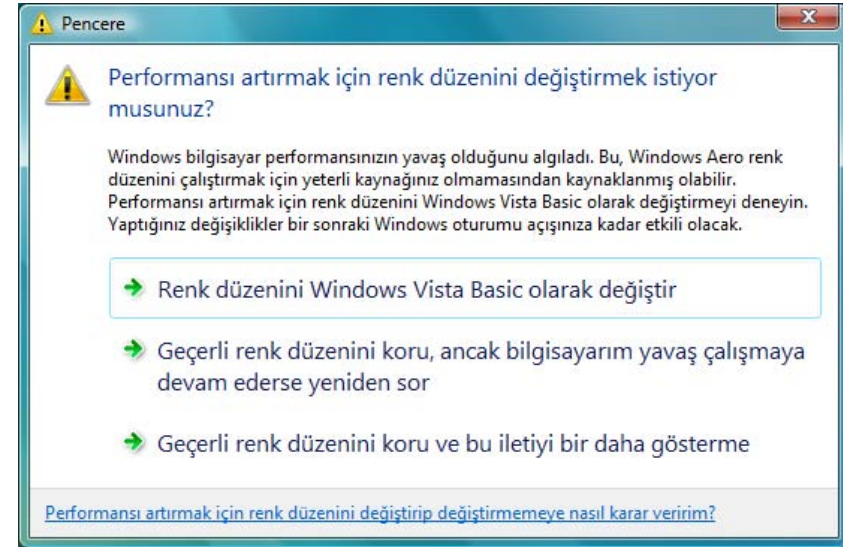 Pencere
Performansı artırmak için renk düzenini değiştirmek istiyor
musunuz?
Windows bilgisayar performansınızın yavaş olduğunu algıladı. Bu, Windows Aero renk
düzenini çalıştırmak için yeterli kaynağınız olmamasından kaynaklanmış olabilir.
Performansı artırmak için renk düzenini Windows Vista Basic olarak değiştirmeyi deneyin.
Yaptığınız değişiklikler bir sonraki Windows oturumu açışınıza kadar etkili olacak.
Renk düzenini Windows Vista Basic olarak değiştir
Geçerli renk düzenini koru, ancak bilgisayarım yavaş çalışmaya
devam ederse yeniden sor
Geçerli renk düzenini koru ve bu iletiyi bir daha gösterme
Performansı artırmak için renk düzenini değiştirip değiştirmemeye nasıl karar veririm?